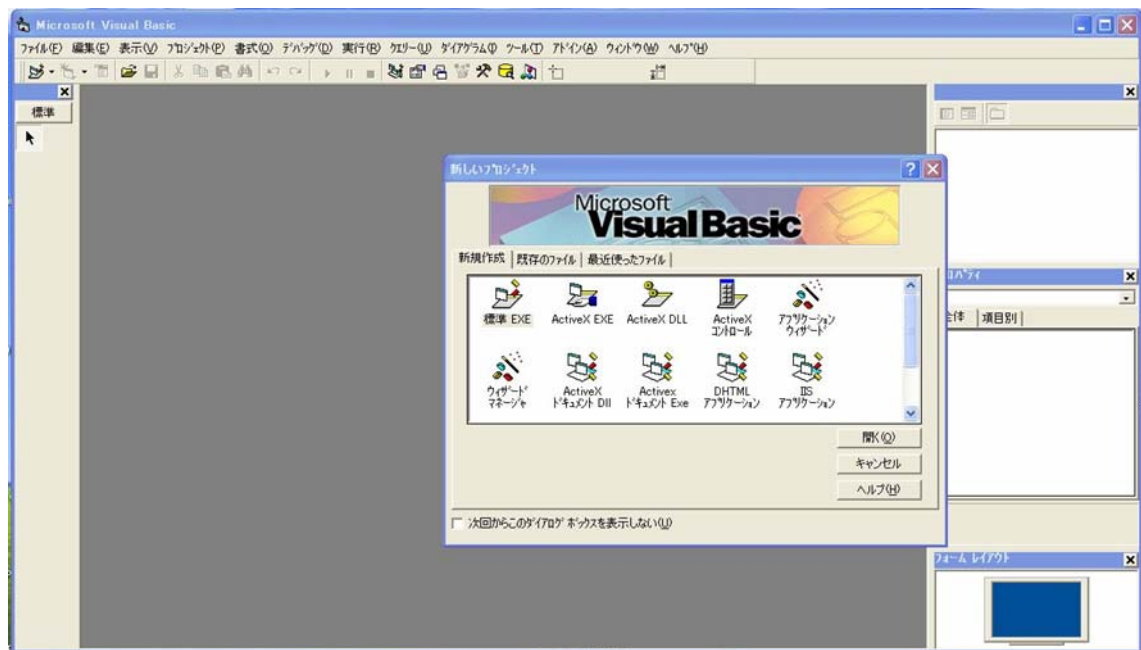 Microsoft Visual Basic
ﾌｧｲﾙ(F) 編集(E) 表示(V) ﾌﾟﾛｼﾞｪｸﾄ(P) 書式(O) ﾃﾞﾊﾞｯｸﾞ(D) 実行(R) ｸｴﾘｰ(U) ﾀﾞｲｱｸﾞﾗﾑ(I) ﾂｰﾙ(T) ｱﾄﾞｲﾝ(A) ｳｨﾝﾄﾞｳ(W) ﾍﾙﾌﾟ(H)
標準
新しいﾌﾟﾛｼﾞｪｸﾄ
Microsoft
Visual Basic
新規作成 既存のﾌｧｲﾙ 最近使ったﾌｧｲﾙ
標準 EXE
ActiveX EXE
ActiveX DLL
ActiveX
ｺﾝﾄﾛｰﾙ
ｱﾌﾟﾘｹｰｼｮﾝ
ｳｨｻﾞｰﾄﾞ
ｳｨｻﾞｰﾄﾞ
ﾏﾈｰｼﾞｬ
ActiveX
ﾄﾞｷｭﾒﾝﾄ Dll
Activex
ﾄﾞｷｭﾒﾝﾄ Exe
DHTML
ｱﾌﾟﾘｹｰｼｮﾝ
IIS
ｱﾌﾟﾘｹｰｼｮﾝ
開く(O)
キャンセル
ヘルプ(H)
次回からこのﾀﾞｲｱﾛｸﾞ ﾎﾞｯｸｽを表示しない(U)
ﾛﾊﾟﾃｨ
全体 項目別
ﾌｫｰﾑ ﾚｲｱｳﾄ